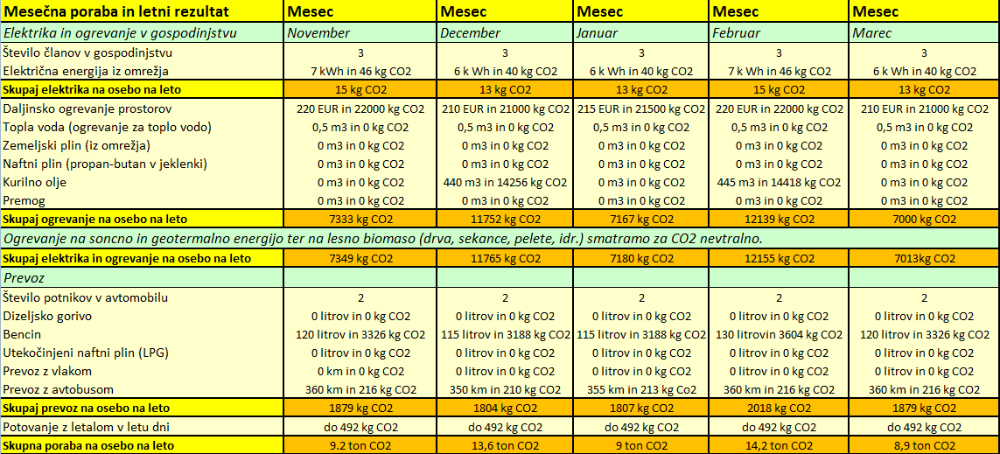 Mesečna poraba in letni rezultat Mesec Mesec Mesec Mesec Mesec
Elektrika in ogrevanje v gospodinjstvu November December Januar Februar Marec
Število članov v gospodinjstvu 3 3 3 3 3
Električna energija iz omrežja 7 kWh in 46 kg CO2 6 k Wh in 40 kg CO2 6 k Wh in 40 kg CO2 7 kWh in 46 kg CO2 6 k Wh in 40 kg CO2
Skupaj elektrika na osebo na leto 15 kg CO2 13 kg CO2 13 kg CO2 15 kg CO2 13 kg CO2
Daljinsko ogrevanje prostorov 220 EUR in 22000 kg CO2 210 EUR in 21000 kg CO2 215 EUR in 21500 kg CO2 220 EUR in 22000 kg CO2 210 EUR in 21000 kg CO2
Topla voda (ogrevanje za toplo vodo) 0,5 m3 in 0 kg CO2 0,5 m3 in 0 kg CO2 0,5 m3 in 0 kg CO2 0,5 m3 in 0 kg CO2 0,5 m3 in 0 kg CO2
Zemeljski plin (iz omrežja) 0 m3 in 0 kg CO2 0 m3 in 0 kg CO2 0 m3 in 0 kg CO2 0 m3 in 0 kg CO2 0 m3 in 0 kg CO2
Naftni plin (propan-butan v jeklenki) 0 m3 in 0 kg CO2 0 m3 in 0 kg CO2 0 m3 in 0 kg CO2 0 m3 in 0 kg CO2 0 m3 in 0 kg CO2
Kurilno olje 0 m3 in 0 kg CO2 440 m3 in 14256 kg CO2 0 m3 in 0 kg CO2 445 m3 in 14418 kg CO2 0 m3 in 0 kg CO2
Premog 0 m3 in 0 kg CO2 0 m3 in 0 kg CO2 0 m3 in 0 kg CO2 0 m3 in 0 kg CO2 0 m3 in 0 kg CO2
Skupaj ogrevanje na osebo na leto 7333 kg CO2 11752 kg CO2 7167 kg CO2 12139 kg CO2 7000 kg CO2
Ogrevanje na soncno in geotermalno energijo ter na lesno biomaso (drva, sekance, pelete, idr.) smatramo za CO2 nevtralno.
Skupaj elektrika in ogrevanje na osebo na leto 7349 kg CO2 11765 kg CO2 7180 kg CO2 12155 kg CO2 7013kg CO2
Prevoz
Število potnikov v avtomobilu 2 2 2 2 2
Dizeljsko gorivo 0 litrov in 0 kg CO2 0 litrov in 0 kg CO2 0 litrov in 0 kg CO2 0 litrov in 0 kg CO2 0 litrov in 0 kg CO2
Bencin 120 litrov in 3326 kg CO2 115 litrov in 3188 kg CO2 115 litrov in 3188 kg CO2 130 litrovin 3604 kg CO2 120 litrov in 3326 kg CO2
Utekočinjeni naftni plin (LPG) 0 litrov in 0 kg CO2 0 litrov in 0 kg CO2 0 litrov in 0 kg CO2 0 litrov in 0 kg CO2 0 litrov in 0 kg CO2
Prevoz z vlakom 0 km in 0 kg CO2 0 litrov in 0 kg CO2 0 litrov in 0 kg CO2 0 litrov in 0 kg CO2 0 litrov in 0 kg CO2
Prevoz z avtobusom 360 km in 216 kg CO2 350 km in 210 kg CO2 355 km in 213 kg CO2 360 km in 216 kg CO2 360 km in 216 kg CO2
Skupaj prevoz na osebo na leto 1879 kg CO2 1804 kg CO2 1807 kg CO2 2018 kg CO2 1879 kg CO2
Potovanje z letalom v letu dni do 492 kg CO2 do 492 kg CO2 do 492 kg CO2 do 492 kg CO2 do 492 kg CO2
Skupna poraba na osebo na leto 9.2 ton CO2 13,6 ton CO2 9 ton CO2 14,2 ton CO2 8,9 ton CO2